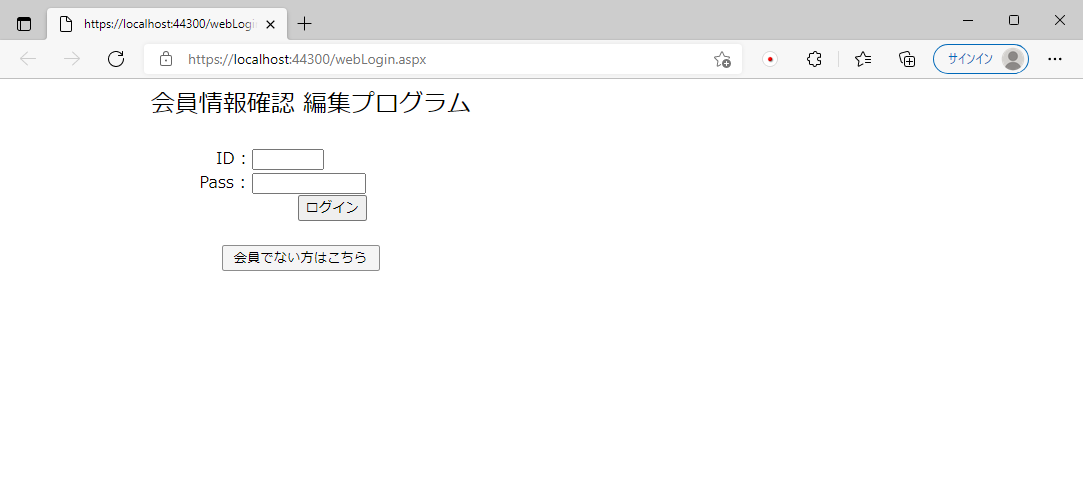 https://localhost:44300/webLogi
https://localhost:44300/webLogin.aspx
サインイン
会員情報確認 編集プログラム
ID :
Pass :
ログイン
会員でない方はこちら